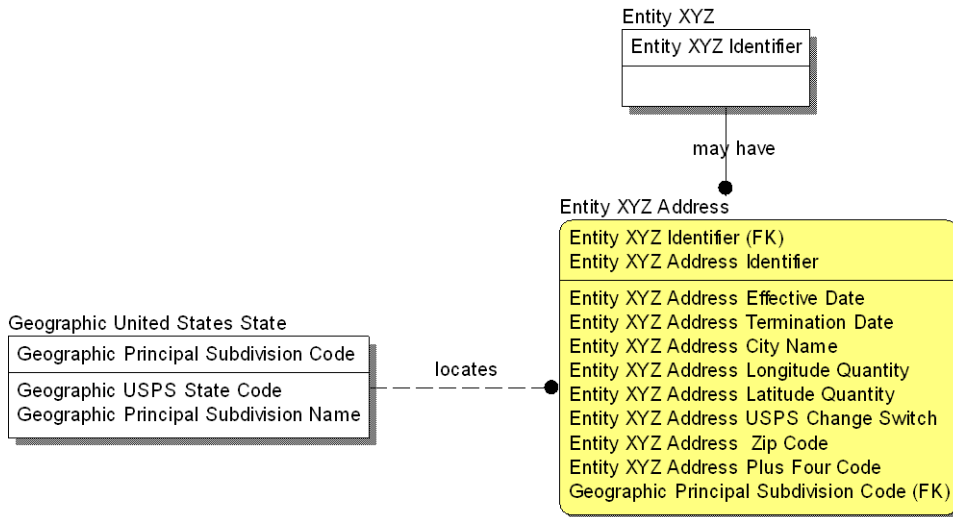 Entity XYZ
Entity XYZ Identifier
may have
Entity XYZ Address
Entity XYZ Identifier (FK)
Entity XYZ Address Identifier
Entity XYZ Address Effective Date
Entity XYZ Address Termination Date
Entity XYZ Address City Name
Entity XYZ Address Longitude Quantity
Entity XYZ Address Latitude Quantity
Entity XYZ Address USPS Change Switch
Entity XYZ Address Zip Code
Entity XYZ Address Plus Four Code
Geographic Principal Subdivision Code (FK)
Geographic United States State
Geographic Principal Subdivision Code
Geographic USPS State Code
Geographic Principal Subdivision Name
locates